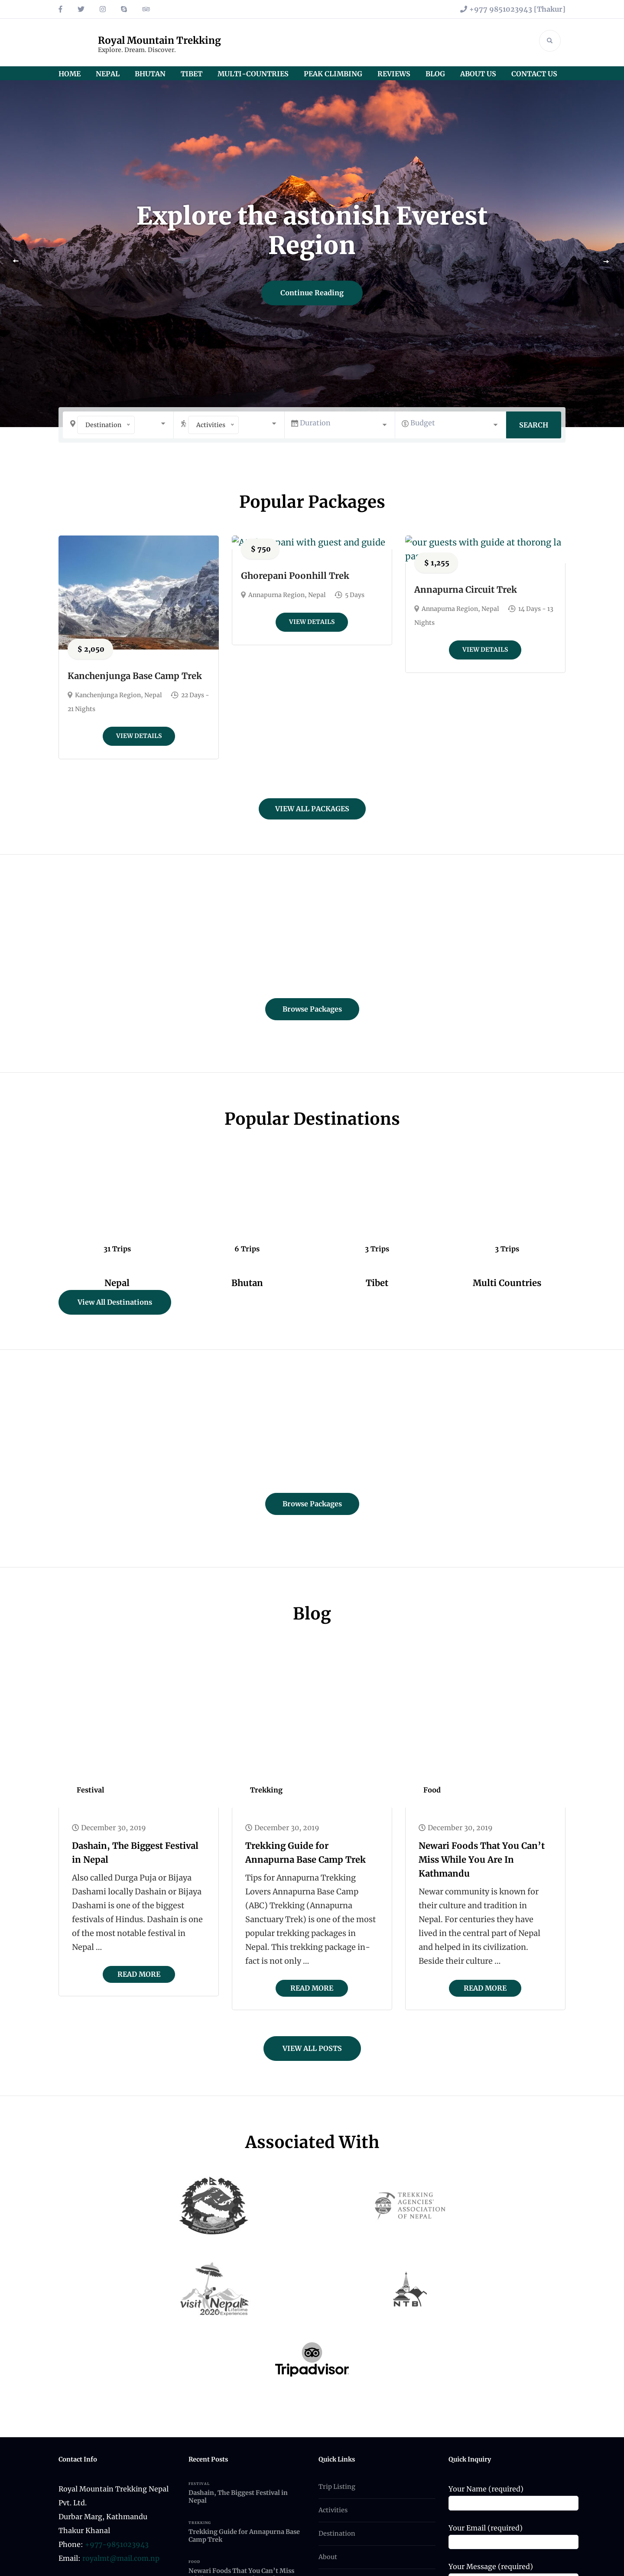 +977 9851023943 [Thakur]
Royal Mountain Trekking
Explore. Dream. Discover.
HOME NEPAL BHUTAN TIBET MULTI-COUNTRIES PEAK CLIMBING REVIEWS BLOG ABOUT US CONTACT US
Explore the astonish Everest
Region
Continue Reading
Destination Activities Duration Budget SEARCH
Popular Packages
$ 2,050
Kanchenjunga Base Camp Trek
Kanchenjunga Region, Nepal 22 Days -
21 Nights
VIEW DETAILS
with guest and guide
$ 750
Ghorepani Poonhill Trek
Annapurna Region, Nepal 5 Days
VIEW DETAILS
our guests with guide at thorong la
$ 1,255
Annapurna Circuit Trek
Annapurna Region, Nepal 14 Days - 13
Nights
VIEW DETAILS
VIEW ALL PACKAGES
Browse Packages
Popular Destinations
31 Trips
Nepal
6 Trips
Bhutan
3 Trips
Tibet
3 Trips
Multi Countries
View All Destinations
Browse Packages
Blog
Festival
December 30, 2019
Dashain, The Biggest Festival
in Nepal
Also called Durga Puja or Bijaya
Dashami locally Dashain or Bijaya
Dashami is one of the biggest
festivals of Hindus. Dashain is one
of the most notable festival in
Nepal ...
READ MORE
Trekking
December 30, 2019
Trekking Guide for
Annapurna Base Camp Trek
Tips for Annapurna Trekking
Lovers Annapurna Base Camp
(ABC) Trekking (Annapurna
Sanctuary Trek) is one of the most
popular trekking packages in
Nepal. This trekking package in-
fact is not only ...
READ MORE
Food
December 30, 2019
Newari Foods That You Can't
Miss While You Are In
Kathmandu
Newar community is known for
their culture and tradition in
Nepal. For centuries they have
lived in the central part of Nepal
and helped in its civilization.
Beside their culture ...
READ MORE
VIEW ALL POSTS
Associated With
TREKKING
AGENCIES'
ASSOCIATION
OF NEPAL
visit Nepal
2020 Lifetime Experiences
NTB
Tripadvisor
Contact Info
Royal Mountain Trekking Nepal
Pvt. Ltd.
Durbar Marg, Kathmandu
Thakur Khanal
Phone: +977-9851023943
Email: royalmt@mail.com.np
Recent Posts
FESTIVAL
Dashain, The Biggest Festival in
Nepal
TREKKING
Trekking Guide for Annapurna Base
Camp Trek
FOOD
Newari Foods That You Can't Miss
Quick Links
Trip Listing
Activities
Destination
About
Quick Inquiry
Your Name (required)
Your Email (required)
Your Message (required)